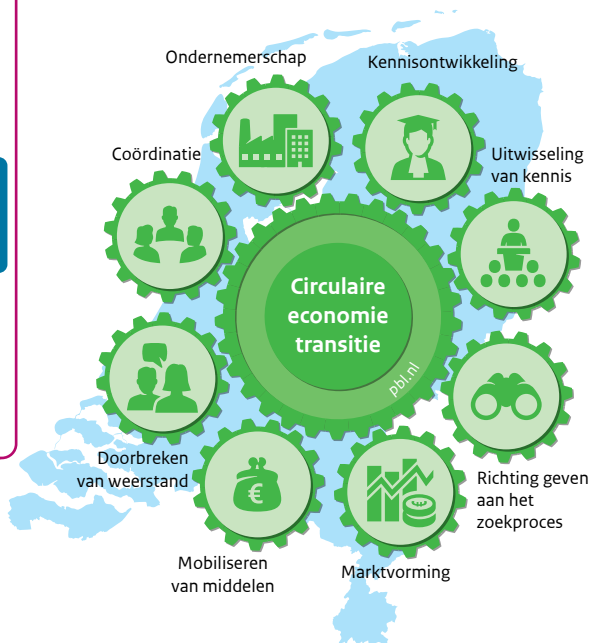 Ondernemerschap
Kennisontwikkeling
Coördinatie
Uitwisseling
van kennis
Circulaire
economie
transitie
pbl.nl
€
Doorbreken
van weerstand
Richting geven
aan het
zoekproces
Mobiliseren
van middelen
Marktvorming